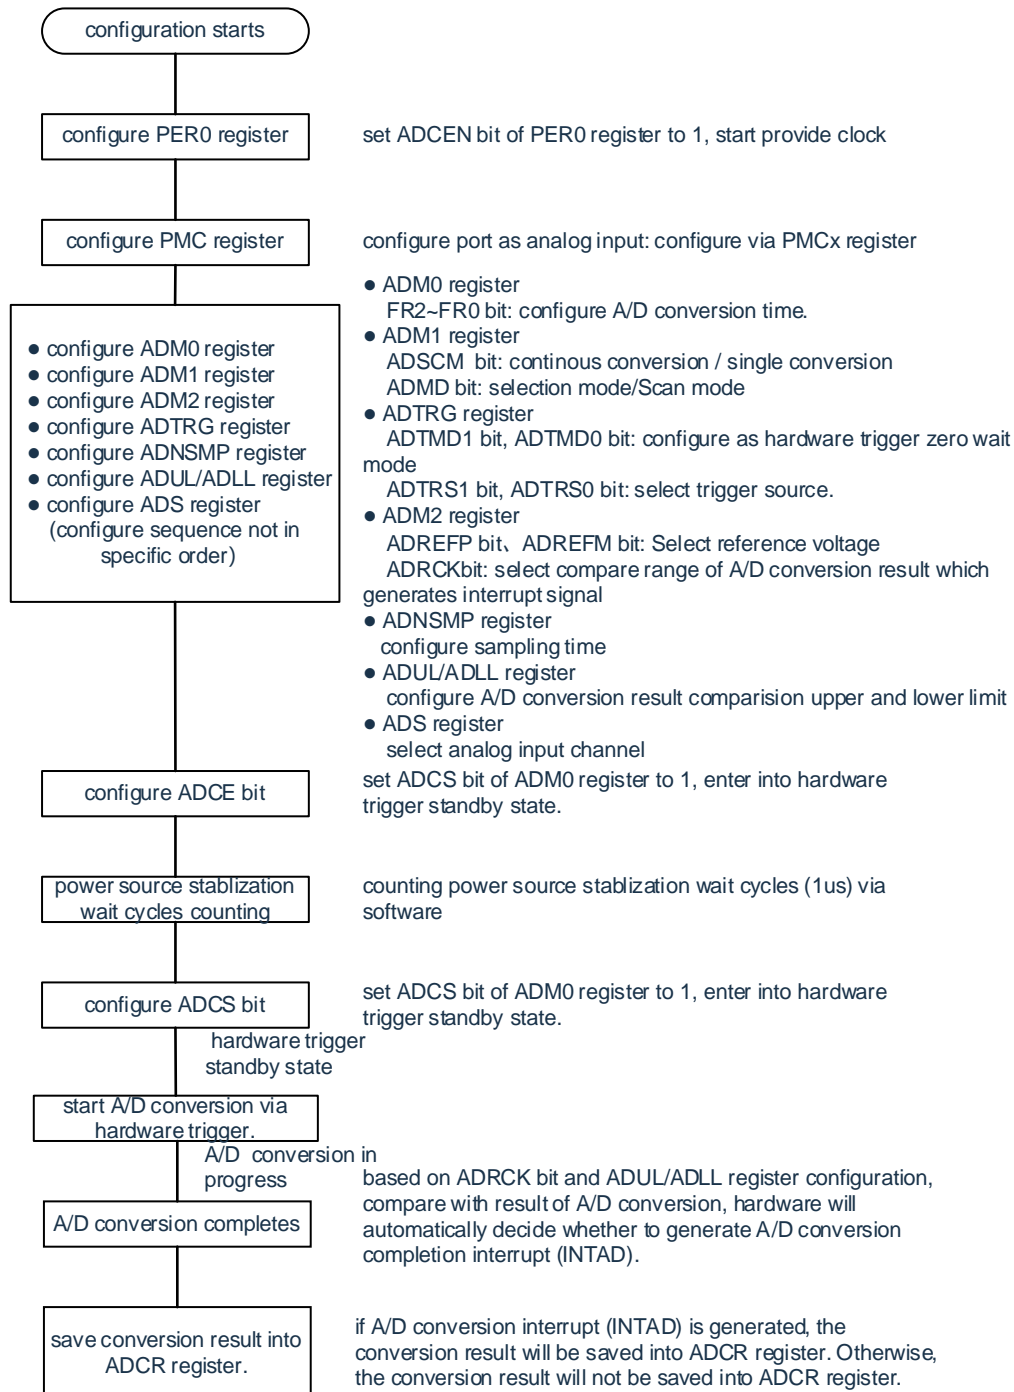 configuration starts
configure PER0 register
set ADCEN bit of PER0 register to 1, start provide clock
configure PMC register
configure port as analog input: configure via PMCx register
● configure ADM0 register
● configure ADM1 register
● configure ADM2 register
● configure ADTRG register
● configure ADNSMP register
● configure ADUL/ADLL register
● configure ADS register
(configure sequence not in
specific order)
● ADM0 register
FR2~FR0 bit: configure A/D conversion time.
● ADM1 register
ADSCM bit: continous conversion / single conversion
ADMD bit: selection mode/Scan mode
● ADTRG register
ADTMD1 bit, ADTMD0 bit: configure as hardware trigger zero wait
mode
ADTRS1 bit, ADTRS0 bit: select trigger source.
● ADM2 register
ADREFP bit、ADREFM bit: Select reference voltage
ADRCKbit: select compare range of A/D conversion result which
generates interrupt signal
● ADNSMP register
configure sampling time
● ADUL/ADLL register
configure A/D conversion result comparision upper and lower limit
● ADS register
select analog input channel
configure ADCE bit
set ADCS bit of ADM0 register to 1, enter into hardware
trigger standby state.
power source stablization
wait cycles counting
counting power source stablization wait cycles (1us) via
software
configure ADCS bit
set ADCS bit of ADM0 register to 1, enter into hardware
trigger standby state.
hardware trigger
standby state
start A/D conversion via
hardware trigger.
A/D conversion in
progress
A/D conversion completes
based on ADRCK bit and ADUL/ADLL register configuration,
compare with result of A/D conversion, hardware will
automatically decide whether to generate A/D conversion
completion interrupt (INTAD).
save conversion result into
ADCR register.
if A/D conversion interrupt (INTAD) is generated, the
conversion result will be saved into ADCR register. Otherwise,
the conversion result will not be saved into ADCR register.